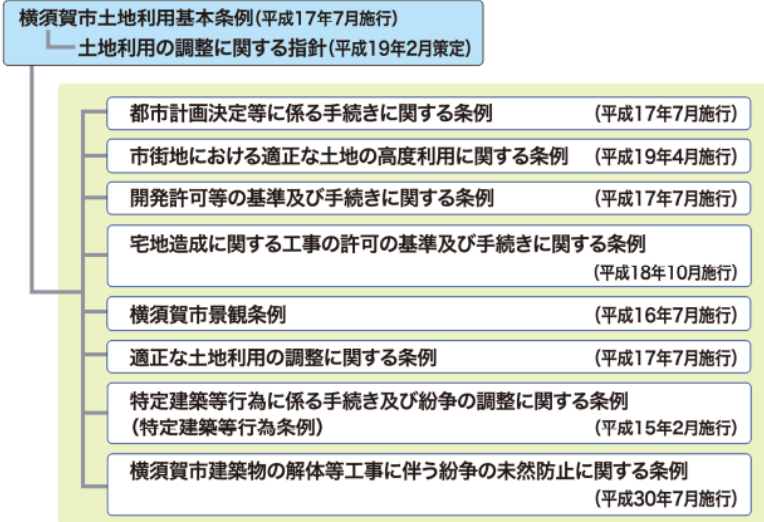 横須賀市土地利用基本条例(平成17年7月施行)
土地利用の調整に関する指針(平成19年2月策定)
都市計画決定等に係る手続きに関する条例 (平成17年7月施行)
市街地における適正な土地の高度利用に関する条例 (平成19年4月施行)
開発許可等の基準及び手続きに関する条例 (平成17年7月施行)
宅地造成に関する工事の許可の基準及び手続きに関する条例
(平成18年10月施行)
横須賀市景観条例 (平成16年7月施行)
適正な土地利用の調整に関する条例 (平成17年7月施行)
特定建築等行為に係る手続き及び紛争の調整に関する条例
(特定建築等行為条例) (平成15年2月施行)
横須賀市建築物の解体等工事に伴う紛争の未然防止に関する条例
(平成30年7月施行)